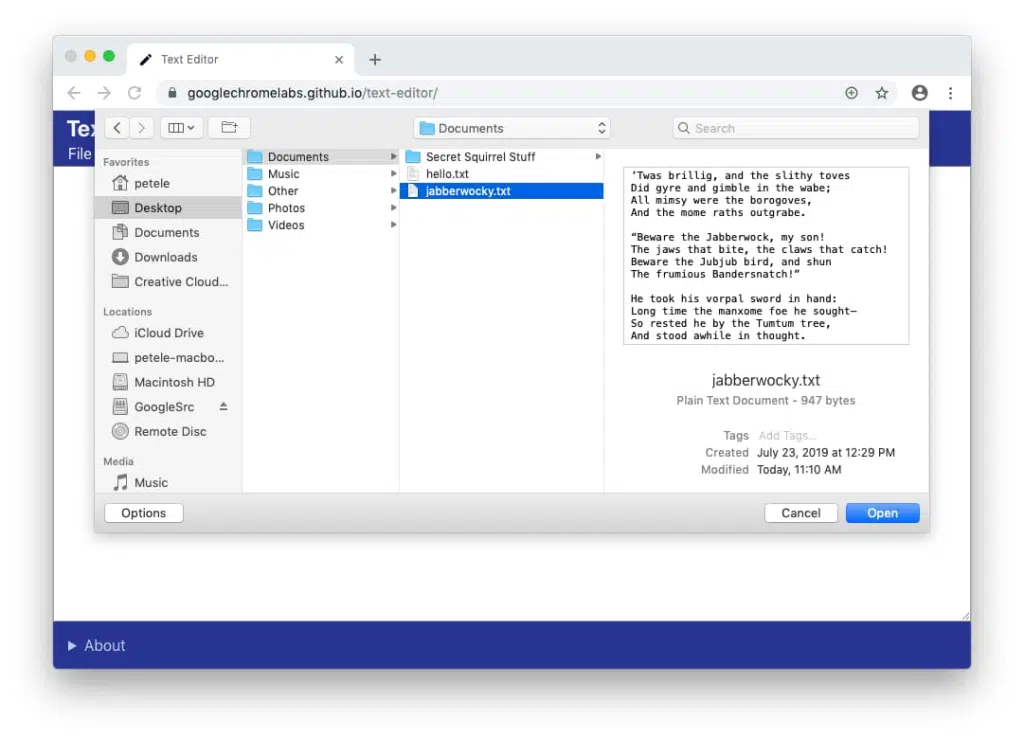 Text Editor
googlechromelabs.github.io/text-editor/
File
Documents
Search
Favorites
petele
Desktop
Documents
Downloads
Creative Cloud...
Locations
iCloud Drive
petele-macbo...
Macintosh HD
GoogleSrc
Remote Disc
Media
Music
Documents
Music
Other
Photos
Videos
Secret Squirrel Stuff
hello.txt
jabberwocky.txt
’Twas brillig, and the slithy toves
Did gyre and gimble in the wabe;
All mimsy were the borogoves,
And the mome raths outgrabe.
“Beware the Jabberwock, my son!
The jaws that bite, the claws that catch!
Beware the Jubjub bird, and shun
The frumious Bandersnatch!”
He took his vorpal sword in hand:
Long time the manxome foe he sought—
So rested he by the Tumtum tree,
And stood awhile in thought.
jabberwocky.txt
Plain Text Document - 947 bytes
Tags Add Tags...
Created July 23, 2019 at 12:29 PM
Modified Today, 11:10 AM
Options
Cancel
Open
About